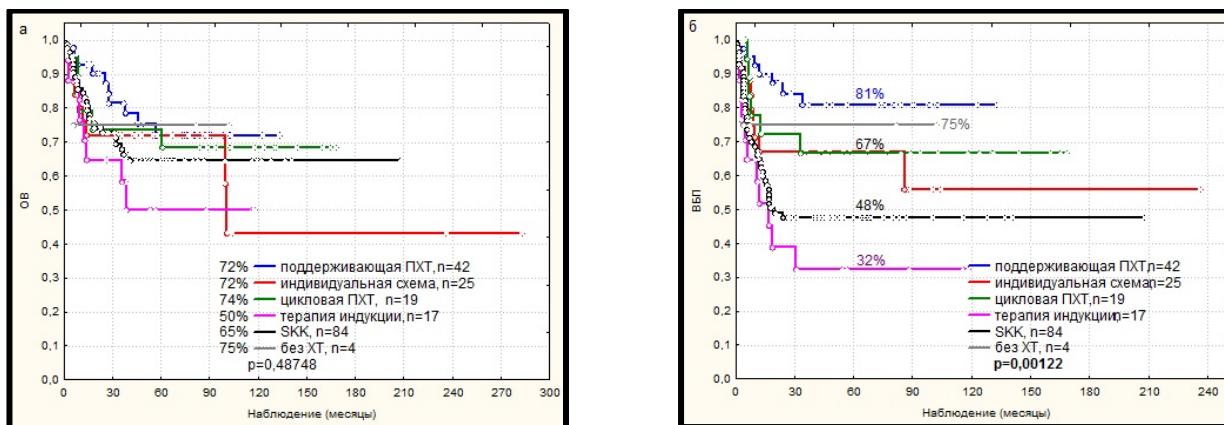 а
1,0
0,9
0,8
0,7
0,6
0,5
0,4
0,3
0,2
0,1
0,0
ОВ
72% поддерживающая ПХТ, n=42
72% индивидуальная схема, n=25
74% цикловая ПХТ, n=19
50% терапия индукции, n=17
65% SKK, n=84
75% без ХТ, n=4
p=0,48748
0 30 60 90 120 150 180 210 240 270 300
Наблюдение (месяцы)
б
1,0
0,9
0,8
0,7
0,6
0,5
0,4
0,3
0,2
0,1
0,0
ВБП
81%
75%
67%
48%
32%
поддерживающая ПХТ, n=42
индивидуальная схема, n=25
цикловая ПХТ, n=19
терапия индукции, n=17
SKK, n=84
без ХТ, n=4
p=0,00122
0 30 60 90 120 150 180 210 240
Наблюдение (месяцы)